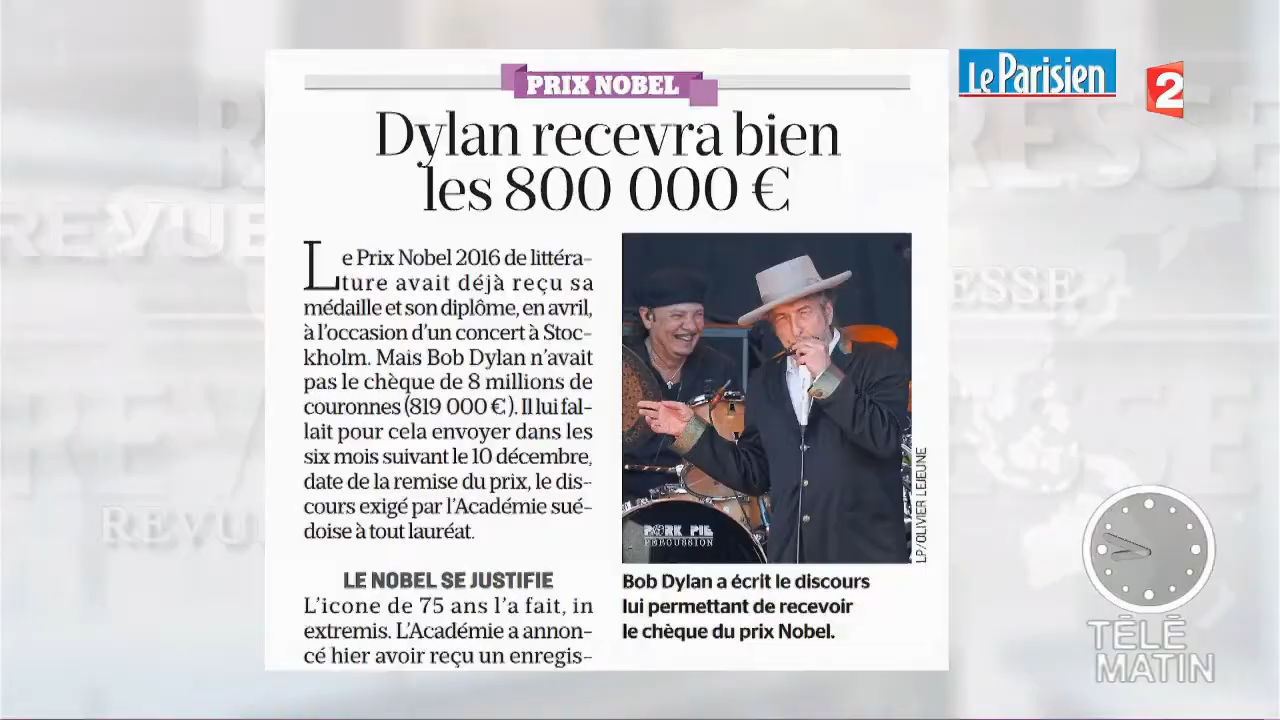 Le Parisien
2
PRIX NOBEL
Dylan recevra bien
les 800 000 €
Le Prix Nobel 2016 de littéra-
ture avait déjà reçu sa
médaille et son diplôme, en avril,
à l'occasion d'un concert à Stoc-
kholm. Mais Bob Dylan n'avait
pas le chèque de 8 millions de
couronnes (819 000 €). Il lui fal-
lait pour cela envoyer dans les
six mois suivant le 10 décembre,
date de la remise du prix, le dis-
cours exigé par l'Académie sué-
doise à tout lauréat.
LE NOBEL SE JUSTIFIE
L'icone de 75 ans l'a fait, in
extremis. L'Académie a annon-
cé hier avoir reçu un enregis-
PORK PIE
PERCUSSION
LP/OLIVIER LEJEUNE
Bob Dylan a écrit le discours
lui permettant de recevoir
le chèque du prix Nobel.
REVUE
PRESSE
REVU
TÉLÉ
MATIN